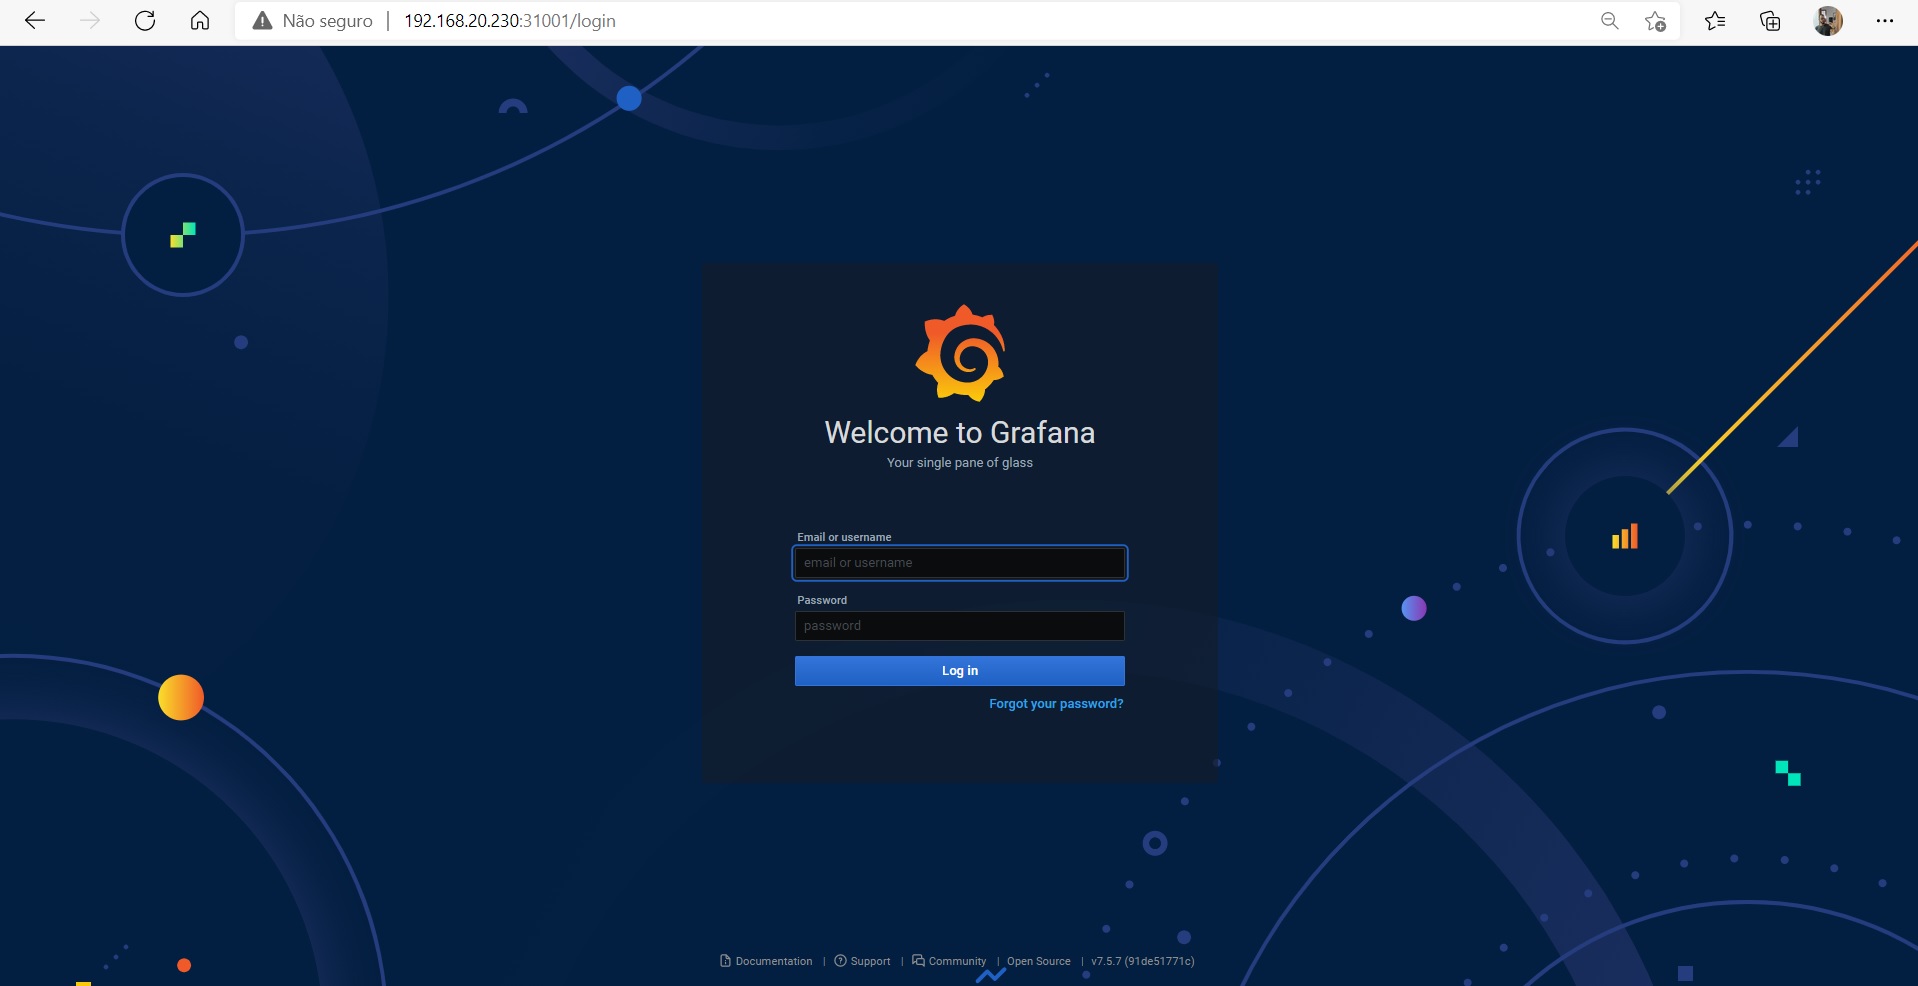 Não seguro | 192.168.20.230:31001/login
Welcome to Grafana
Your single pane of glass
Email or username
email or username
Password
password
Log in
Forgot your password?
Documentation | Support | Community | Open Source | v7.5.7 (91de51771c)